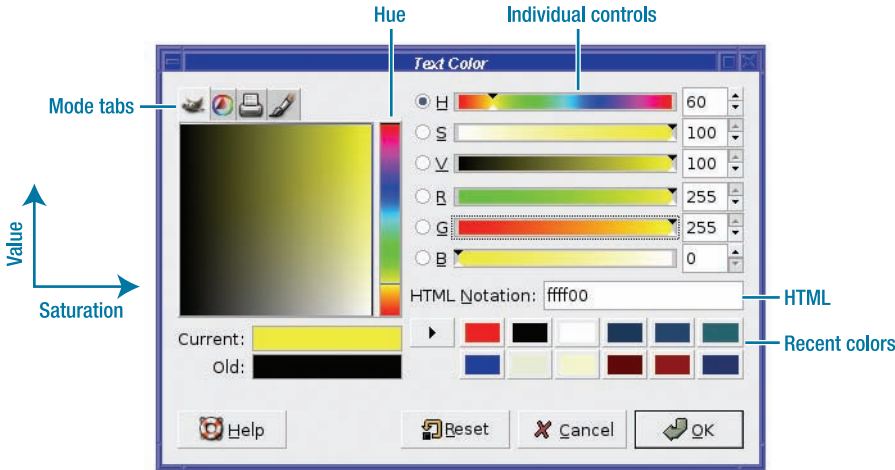 Hue
Individual controls
Text Color
Mode tabs
H 60
S 100
V 100
R 255
G 255
B 0
Value
Saturation
HTML Notation: ffff00
HTML
Current:
Old:
Recent colors
Help
Reset
Cancel
OK